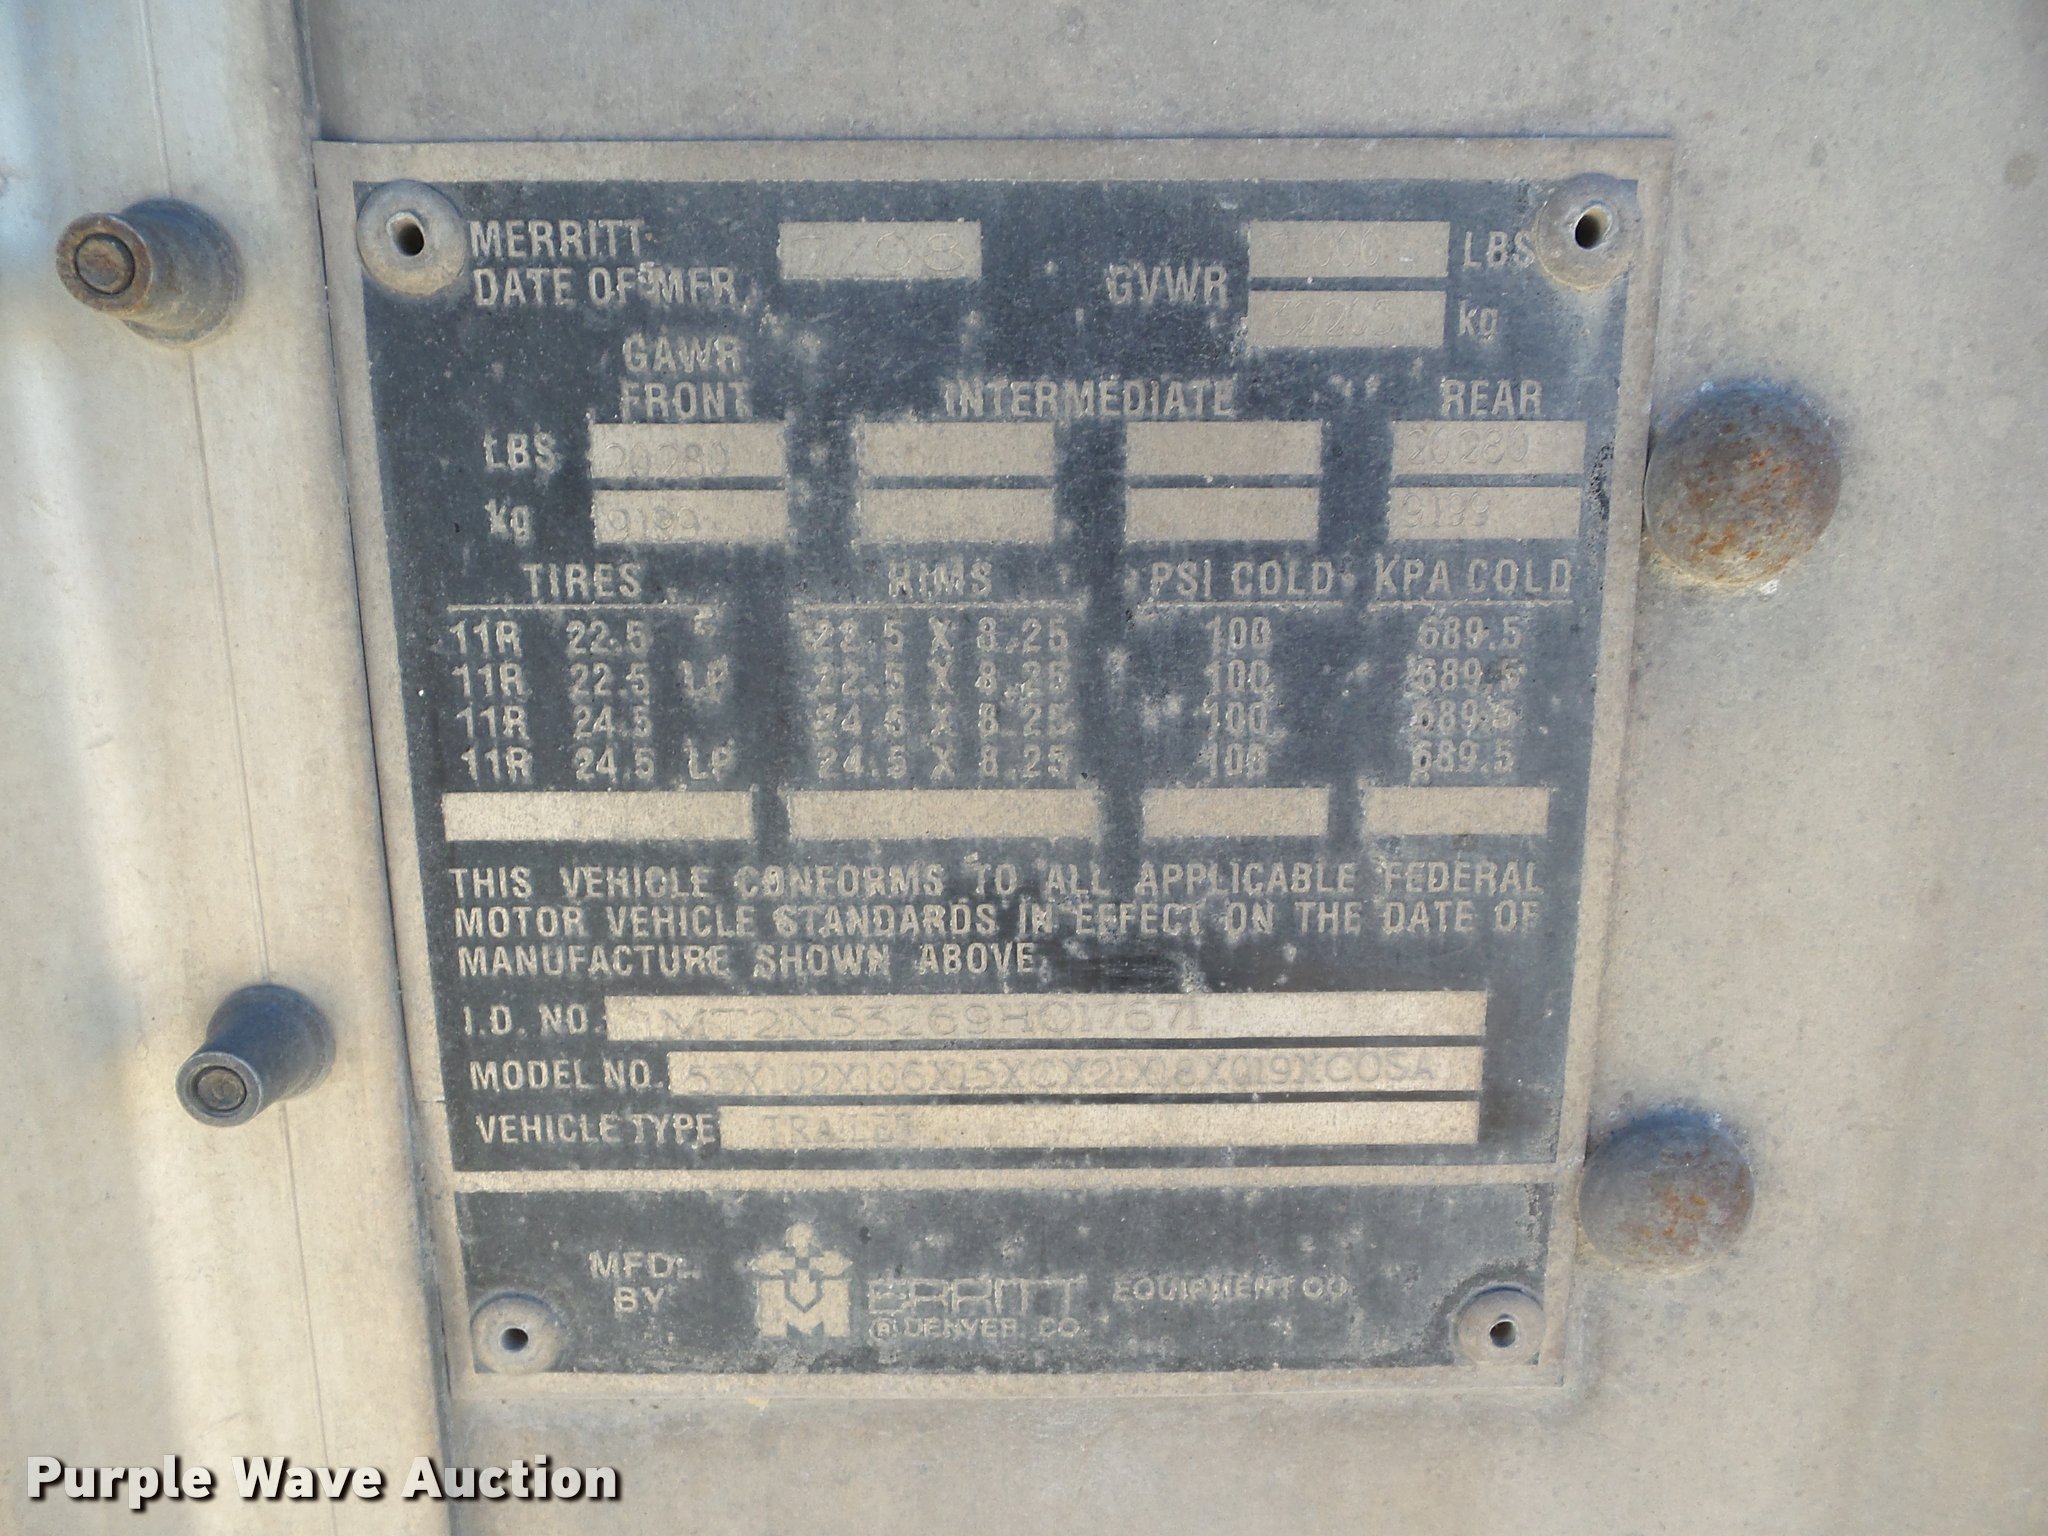 MERRITT
DATE OF MFR.
GVWR LBS
32205 kg
GAWR
FRONT INTERMEDIATE REAR
LBS 20280 20280
kg 9199 9199
TIRES RIMS PSI COLD KPA COLD
11R 22.5 22.5 X 8.25 100 689.5
11R 22.5 LP 22.5 X 8.25 100 689.5
11R 24.5 24.5 X 8.25 100 689.5
11R 24.5 LP 24.5 X 8.25 100 689.5
THIS VEHICLE CONFORMS TO ALL APPLICABLE FEDERAL
MOTOR VEHICLE STANDARDS IN EFFECT ON THE DATE OF
MANUFACTURE SHOWN ABOVE.
I.D. NO.
MODEL NO.
VEHICLE TYPE TRAILER
MFD.
BY MERRITT EQUIPMENT CO.
® DENVER, CO.
Purple Wave Auction